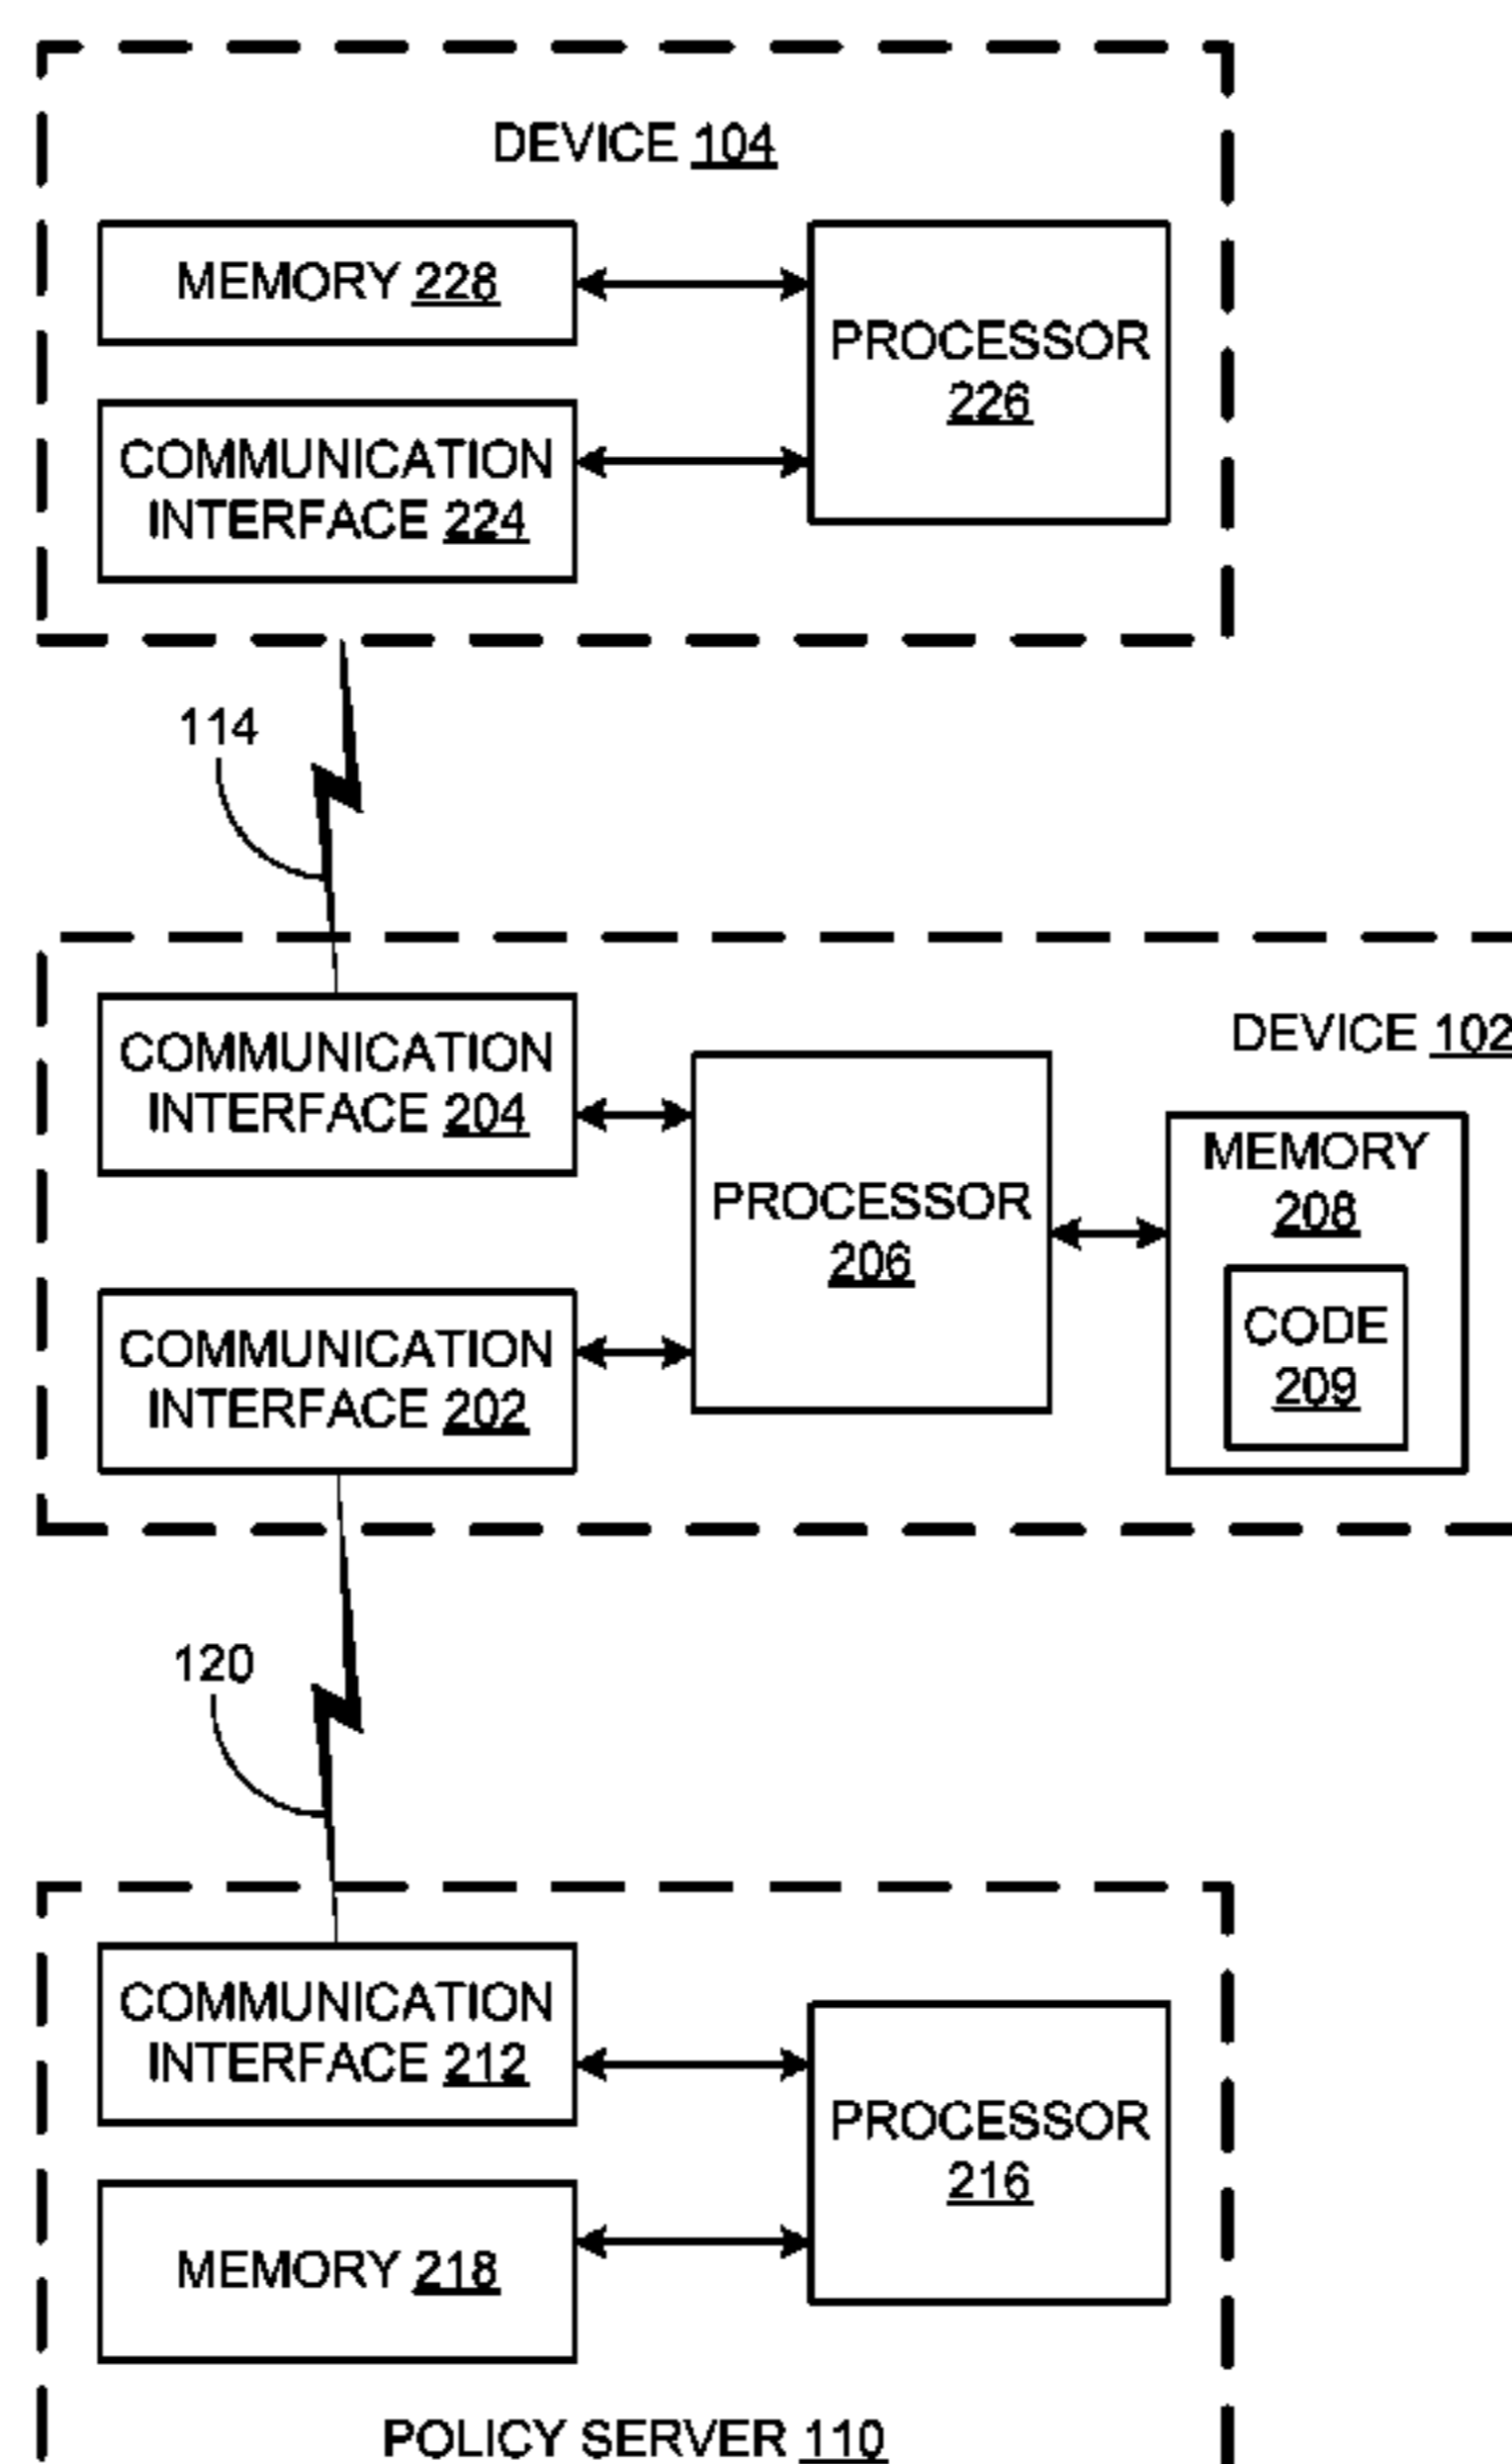 DEVICE 104
MEMORY 228
PROCESSOR
226
COMMUNICATION
INTERFACE 224
114
DEVICE 102
COMMUNICATION
INTERFACE 204
PROCESSOR
206
MEMORY
208
CODE
209
COMMUNICATION
INTERFACE 202
120
COMMUNICATION
INTERFACE 212
PROCESSOR
216
MEMORY 218
POLICY SERVER 110